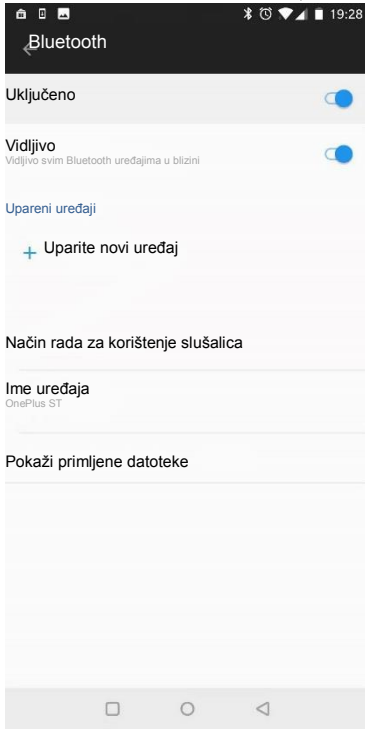 19:28
Bluetooth
Uključeno
Vidljivo
Vidljivo svim Bluetooth uređajima u blizini
Upareni uređaji
+ Uparite novi uređaj
Način rada za korištenje slušalica
Ime uređaja
OnePlus ST
Pokaži primljene datoteke